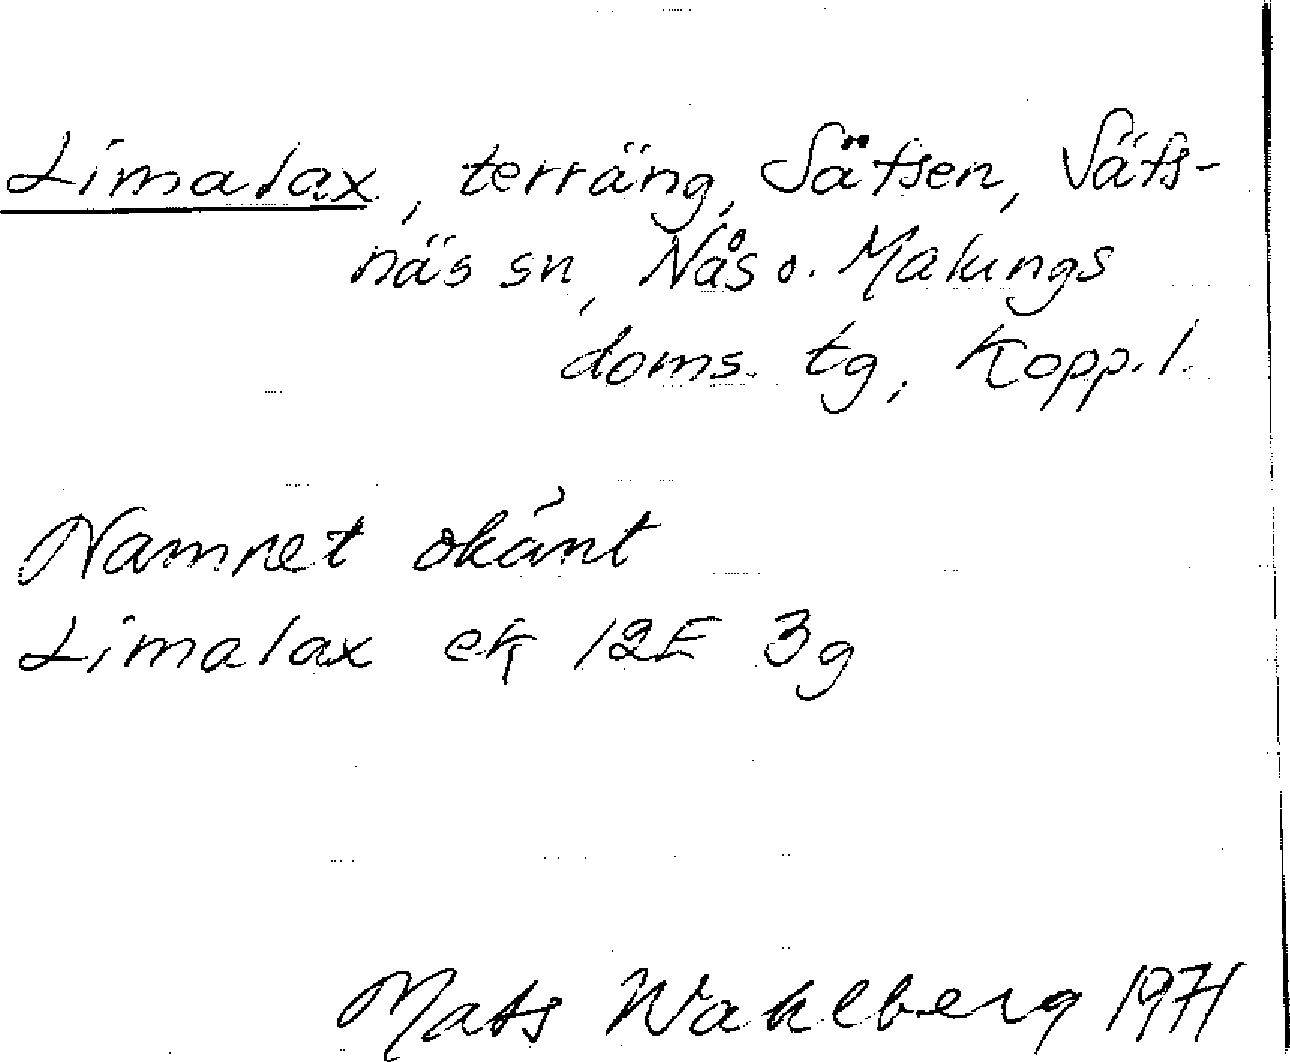 Limalax, terräng, Sätsen, Säfs-
näs sn, Nås o. Malungs
doms. tg, Kopp. l.
Namnet okänt
Limalax ek 12E 3g
Mats Wahlberg 1971